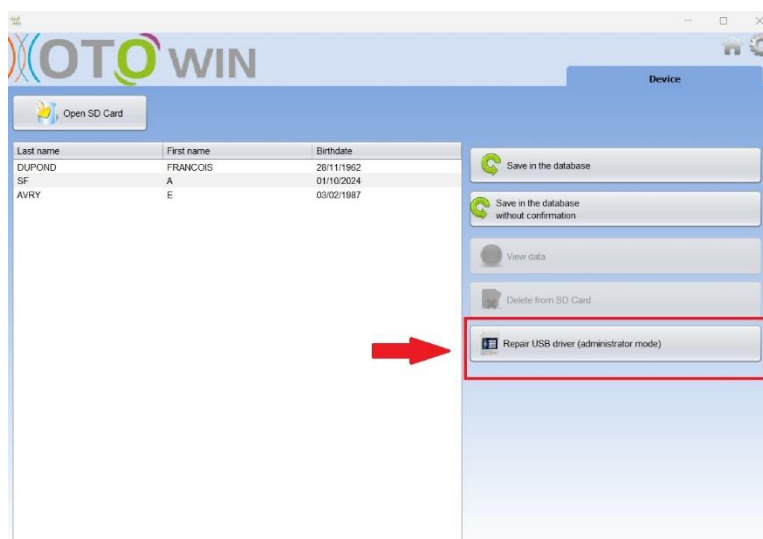 OTO WIN
Device
Open SD Card
Last name First name Birthdate
DUPOND FRANCOIS 28/11/1962
SF A 01/10/2024
AVRY E 03/02/1987
Save in the database
Save in the database
without confirmation
View data
Delete from SD Card
Repair USB driver (administrator mode)